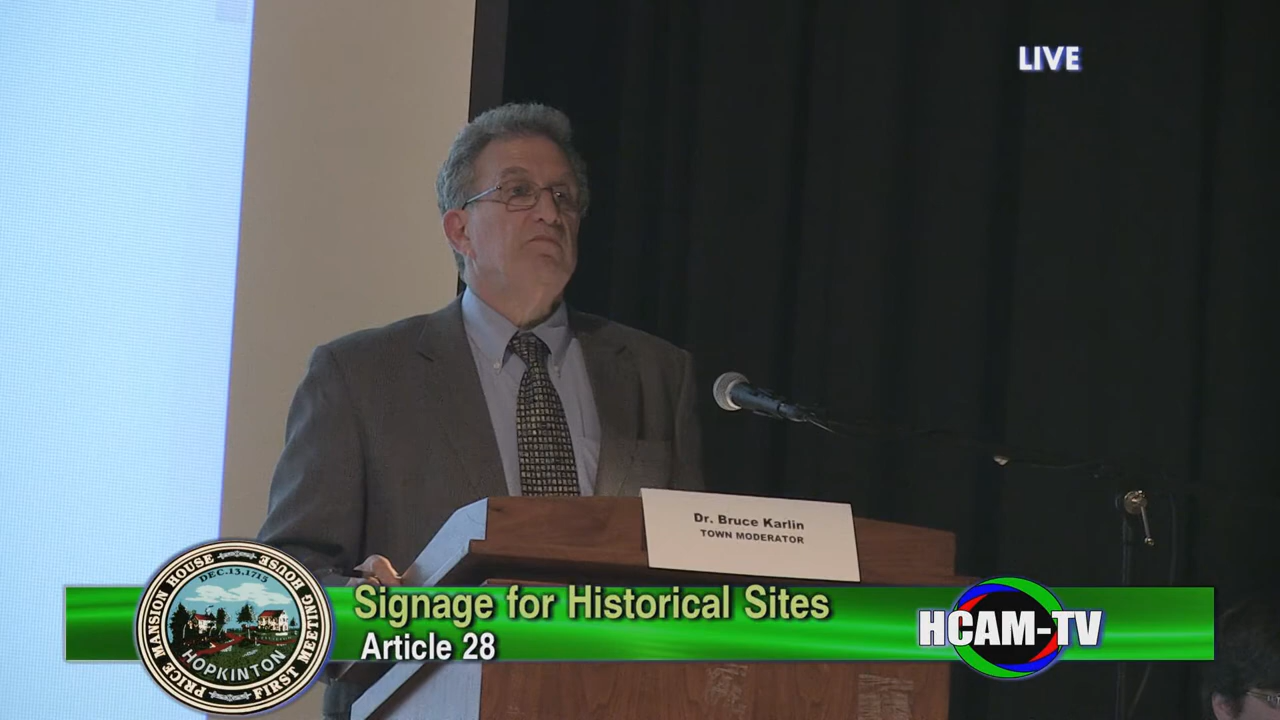 LIVE
Dr. Bruce Karlin
TOWN MODERATOR
Signage for Historical Sites
Article 28
HCAM-TV
PRICE MANSION HOUSE
FIRST MEETING HOUSE
DEC.13.1715
HOPKINTON